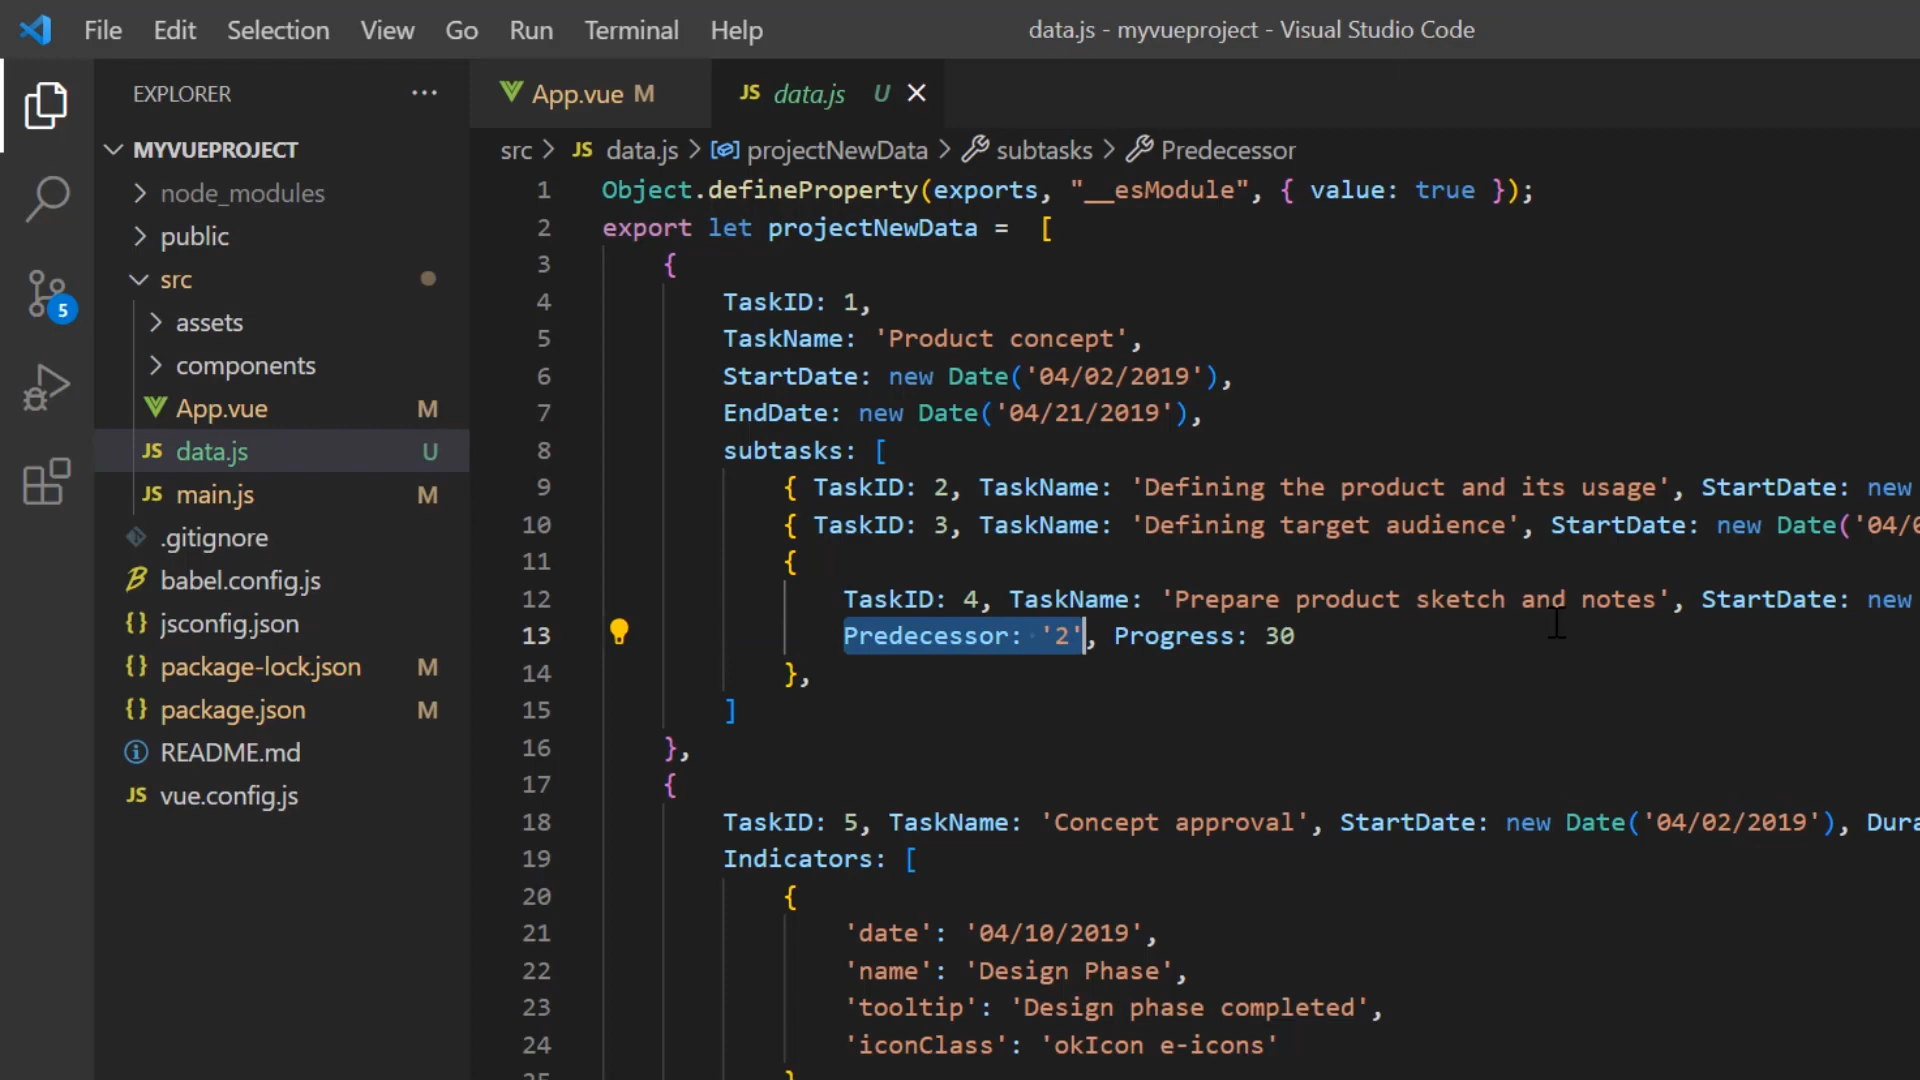 File Edit Selection View Go Run Terminal Help data.js - myvueproject - Visual Studio Code
EXPLORER ...
MYVUEPROJECT
node_modules
public
src
assets
components
App.vue M
data.js U
main.js M
.gitignore
babel.config.js
jsconfig.json
package-lock.json M
package.json M
README.md
JS vue.config.js
5
App.vue M JS data.js U
src > JS data.js > projectNewData > subtasks > Predecessor
1 Object.defineProperty(exports, "__esModule", { value: true });
2 export let projectNewData =  [
3 {
4 TaskID: 1,
5 TaskName: 'Product concept',
6 StartDate: new Date('04/02/2019'),
7 EndDate: new Date('04/21/2019'),
8 subtasks: [
9 { TaskID: 2, TaskName: 'Defining the product and its usage', StartDate: new
10 { TaskID: 3, TaskName: 'Defining target audience', StartDate: new Date('04/0
11 {
12 TaskID: 4, TaskName: 'Prepare product sketch and notes', StartDate: new
13 Predecessor: '2', Progress: 30
14 },
15 ]
16 },
17 {
18 TaskID: 5, TaskName: 'Concept approval', StartDate: new Date('04/02/2019'), Dura
19 Indicators: [
20 {
21 'date': '04/10/2019',
22 'name': 'Design Phase',
23 'tooltip': 'Design phase completed',
24 'iconClass': 'okIcon e-icons'